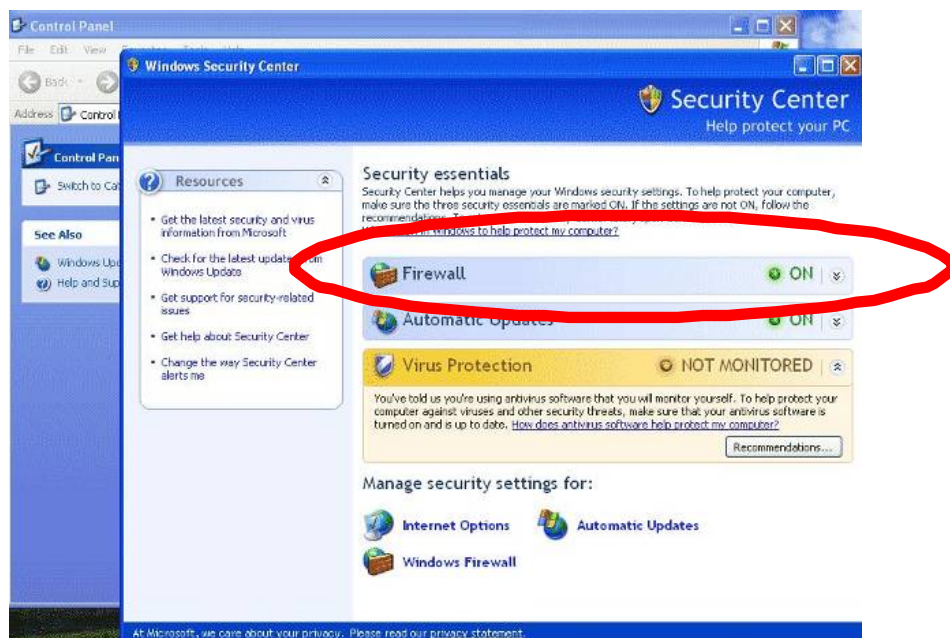 Control Panel
File Edit View
Back
Address Control
Control Pan
Switch to Cat
See Also
Windows Upd
Help and Sup
Windows Security Center
Security Center
Help protect your PC
Resources
Get the latest security and virus
information from Microsoft
Check for the latest updates from
Windows Update
Get support for security-related
issues
Get help about Security Center
Change the way Security Center
alerts me
Security essentials
Security Center helps you manage your Windows security settings. To help protect your computer,
make sure the three security essentials are marked ON. If the settings are not ON, follow the
recommendations. To
in Windows to help protect my computer?
Firewall ON
Automatic Updates ON
Virus Protection NOT MONITORED
You've told us you're using antivirus software that you will monitor yourself. To help protect your
computer against viruses and other security threats, make sure that your antivirus software is
turned on and is up to date. How does antivirus software help protect my computer?
Recommendations...
Manage security settings for:
Internet Options Automatic Updates
Windows Firewall
At Microsoft, we care about your privacy. Please read our privacy statement.